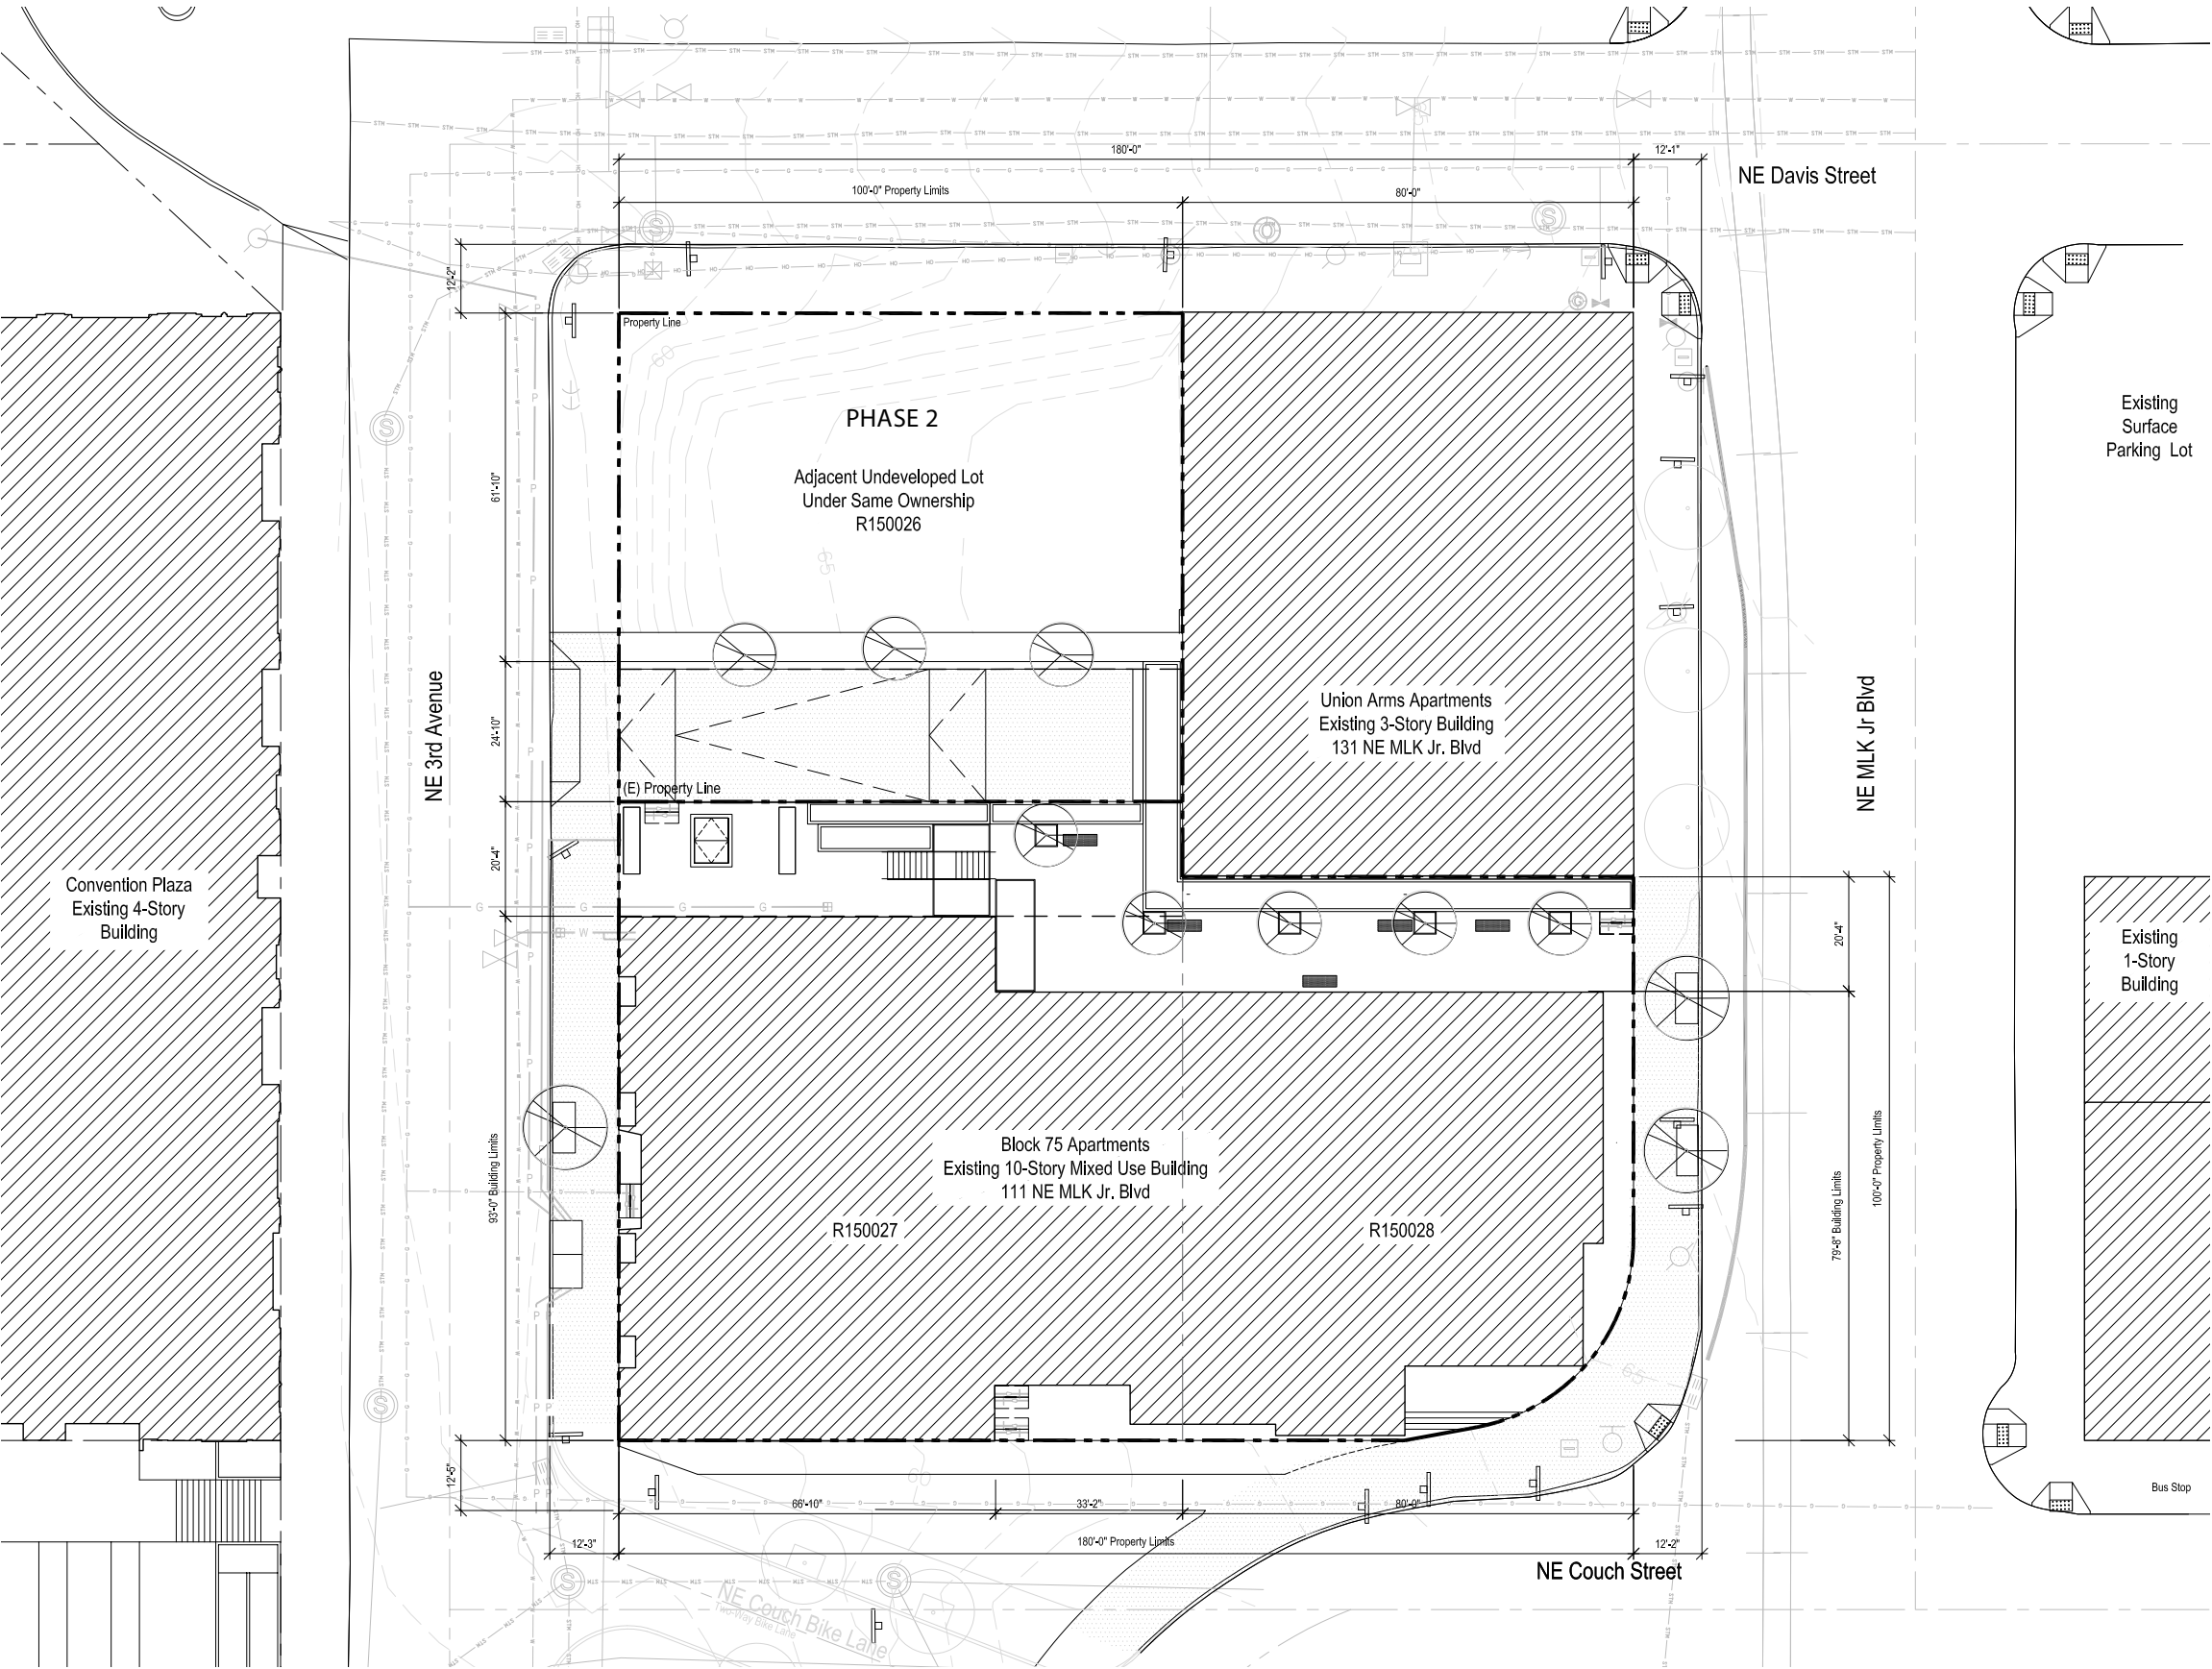 180'-0"
12'-1"
NE Davis Street
100'-0" Property Limits
80'-0"
12'-2"
Property Line
60
PHASE 2
Adjacent Undeveloped Lot
Under Same Ownership
R150026
65
61'-10"
Existing
Surface
Parking Lot
NE 3rd Avenue
24'-10"
(E) Property Line
Union Arms Apartments
Existing 3-Story Building
131 NE MLK Jr. Blvd
NE MLK Jr Blvd
20'-4"
Convention Plaza
Existing 4-Story
Building
20'-4"
Existing
1-Story
Building
93'-0" Building Limits
Block 75 Apartments
Existing 10-Story Mixed Use Building
111 NE MLK Jr. Blvd
R150027
R150028
79'-8" Building Limits
100'-0" Property Limits
65
60
12'-5"
66'-10"
33'-2"
80'-0"
Bus Stop
12'-3"
180'-0" Property Limits
12'-2"
NE Couch Street
NE Couch Bike Lane
Two-Way Bike Lane